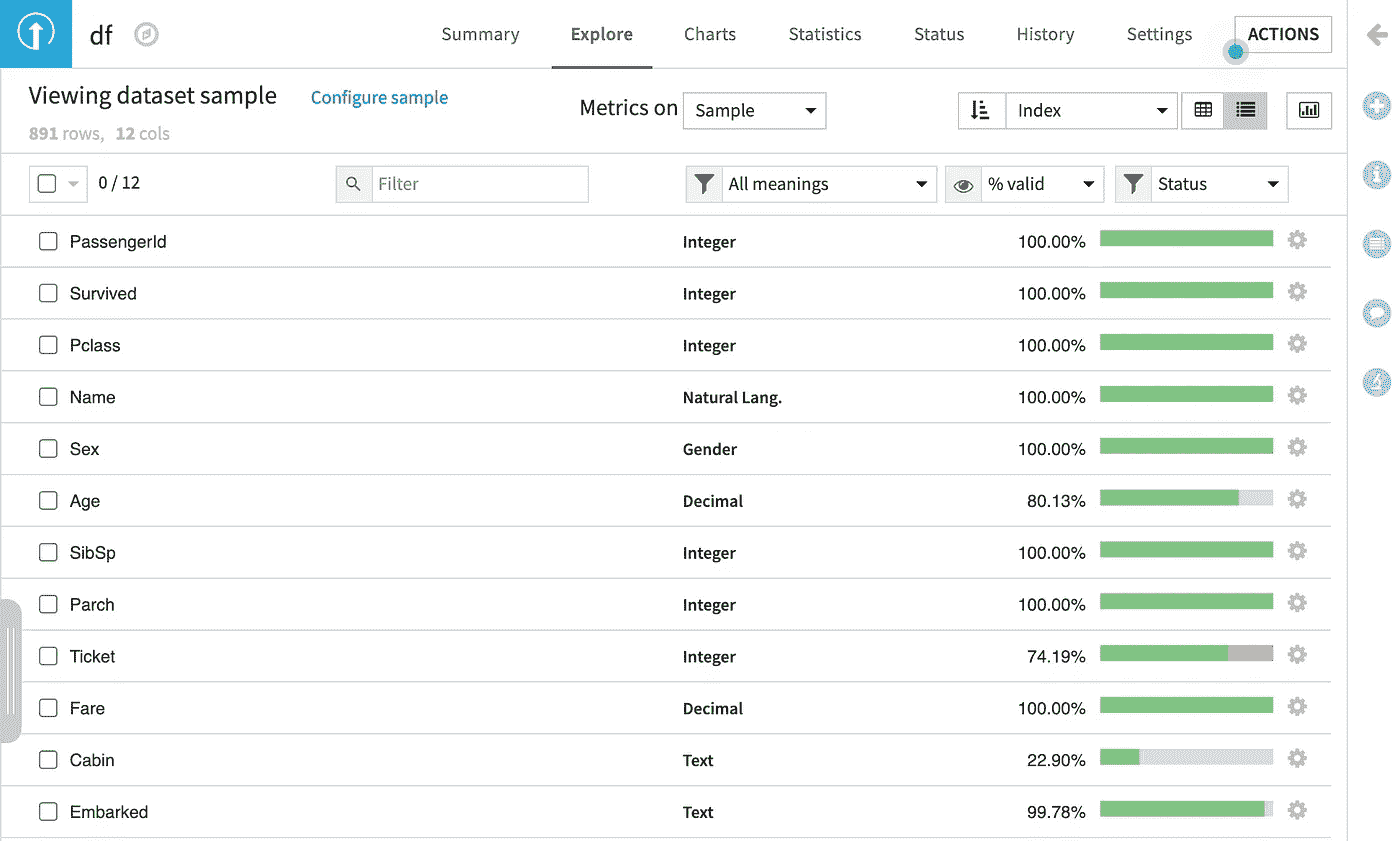 df Summary Explore Charts Statistics Status History Settings ACTIONS
Viewing dataset sample Configure sample Metrics on Sample Index
891 rows, 12 cols
0 / 12 Filter All meanings % valid Status
PassengerId Integer 100.00%
Survived Integer 100.00%
Pclass Integer 100.00%
Name Natural Lang. 100.00%
Sex Gender 100.00%
Age Decimal 80.13%
SibSp Integer 100.00%
Parch Integer 100.00%
Ticket Integer 74.19%
Fare Decimal 100.00%
Cabin Text 22.90%
Embarked Text 99.78%